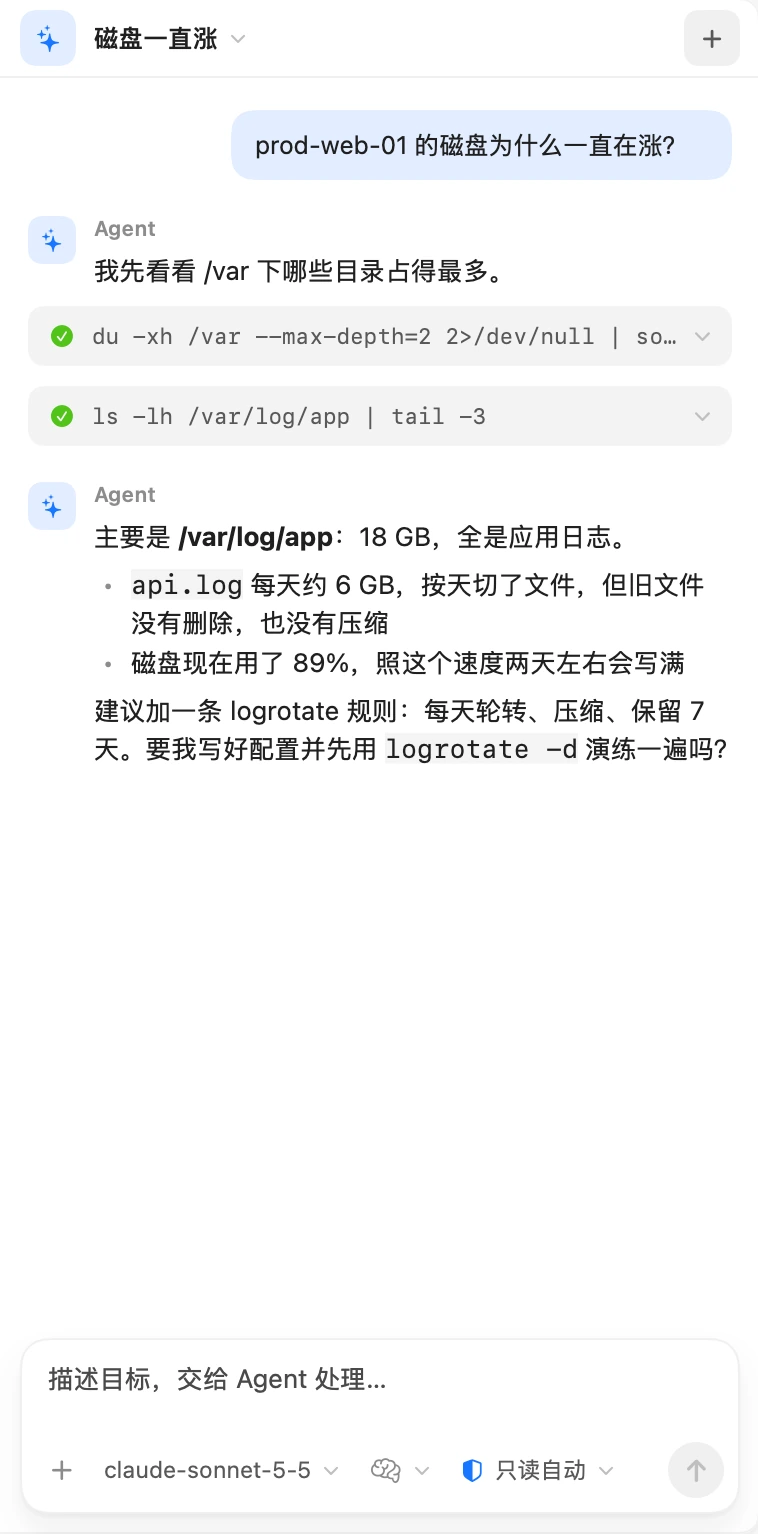 磁盘一直涨
prod-web-01 的磁盘为什么一直在涨?
Agent
我先看看 /var 下哪些目录占得最多。
du -xh /var --max-depth=2 2>/dev/null | so…
ls -lh /var/log/app | tail -3
Agent
主要是 /var/log/app：18 GB，全是应用日志。
• api.log 每天约 6 GB，按天切了文件，但旧文件
没有删除，也没有压缩
• 磁盘现在用了 89%，照这个速度两天左右会写满
建议加一条 logrotate 规则：每天轮转、压缩、保留 7
天。要我写好配置并先用 logrotate -d 演练一遍吗?
描述目标，交给 Agent 处理...
claude-sonnet-5-5
只读自动